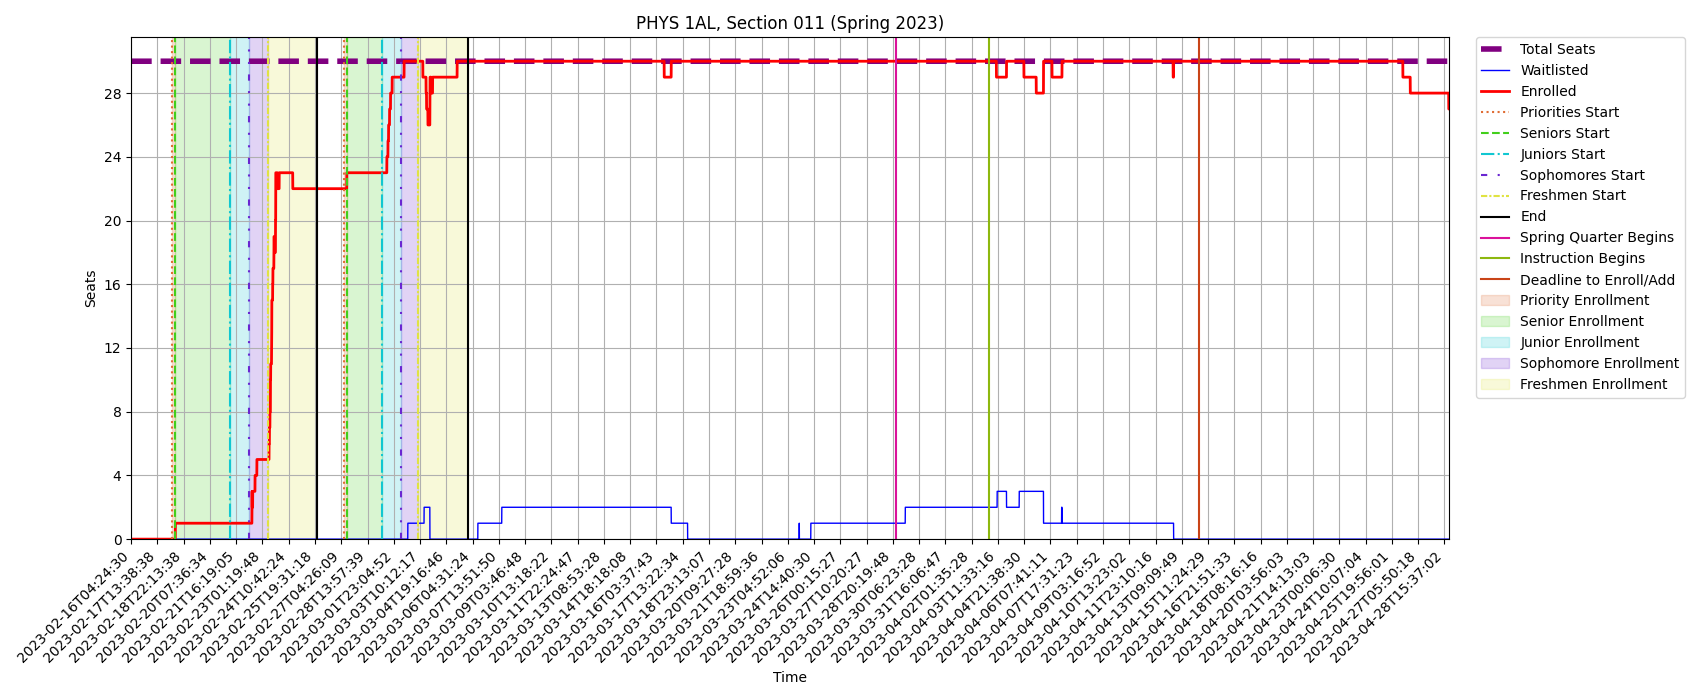 PHYS 1AL, Section 011 (Spring 2023)
Seats
28
24
20
16
12
8
4
0
2023-02-16T04:24:30
2023-02-17T13:38:38
2023-02-18T22:13:38
2023-02-20T07:36:34
2023-02-21T16:19:05
2023-02-23T01:19:48
2023-02-24T10:42:24
2023-02-25T19:31:18
2023-02-27T04:26:09
2023-02-28T13:57:39
2023-03-01T23:04:52
2023-03-03T10:12:17
2023-03-04T19:16:46
2023-03-06T04:31:24
2023-03-07T13:51:50
2023-03-09T03:46:48
2023-03-10T13:18:22
2023-03-11T22:24:47
2023-03-13T08:53:28
2023-03-14T18:18:08
2023-03-16T03:37:43
2023-03-17T13:22:34
2023-03-18T23:13:07
2023-03-20T09:27:28
2023-03-21T18:59:36
2023-03-23T04:52:06
2023-03-24T14:40:30
2023-03-26T00:15:27
2023-03-27T10:20:27
2023-03-28T20:19:48
2023-03-30T06:23:28
2023-03-31T16:06:47
2023-04-02T01:35:28
2023-04-03T11:33:16
2023-04-04T21:38:30
2023-04-06T07:41:11
2023-04-07T17:31:23
2023-04-09T03:16:52
2023-04-10T13:23:02
2023-04-11T23:10:16
2023-04-13T09:09:49
2023-04-15T11:24:29
2023-04-16T21:51:33
2023-04-18T08:16:16
2023-04-20T03:56:03
2023-04-21T14:13:03
2023-04-23T00:06:30
2023-04-24T10:07:04
2023-04-25T19:56:01
2023-04-27T05:50:18
2023-04-28T15:37:02
Time
Total Seats
Waitlisted
Enrolled
Priorities Start
Seniors Start
Juniors Start
Sophomores Start
Freshmen Start
End
Spring Quarter Begins
Instruction Begins
Deadline to Enroll/Add
Priority Enrollment
Senior Enrollment
Junior Enrollment
Sophomore Enrollment
Freshmen Enrollment